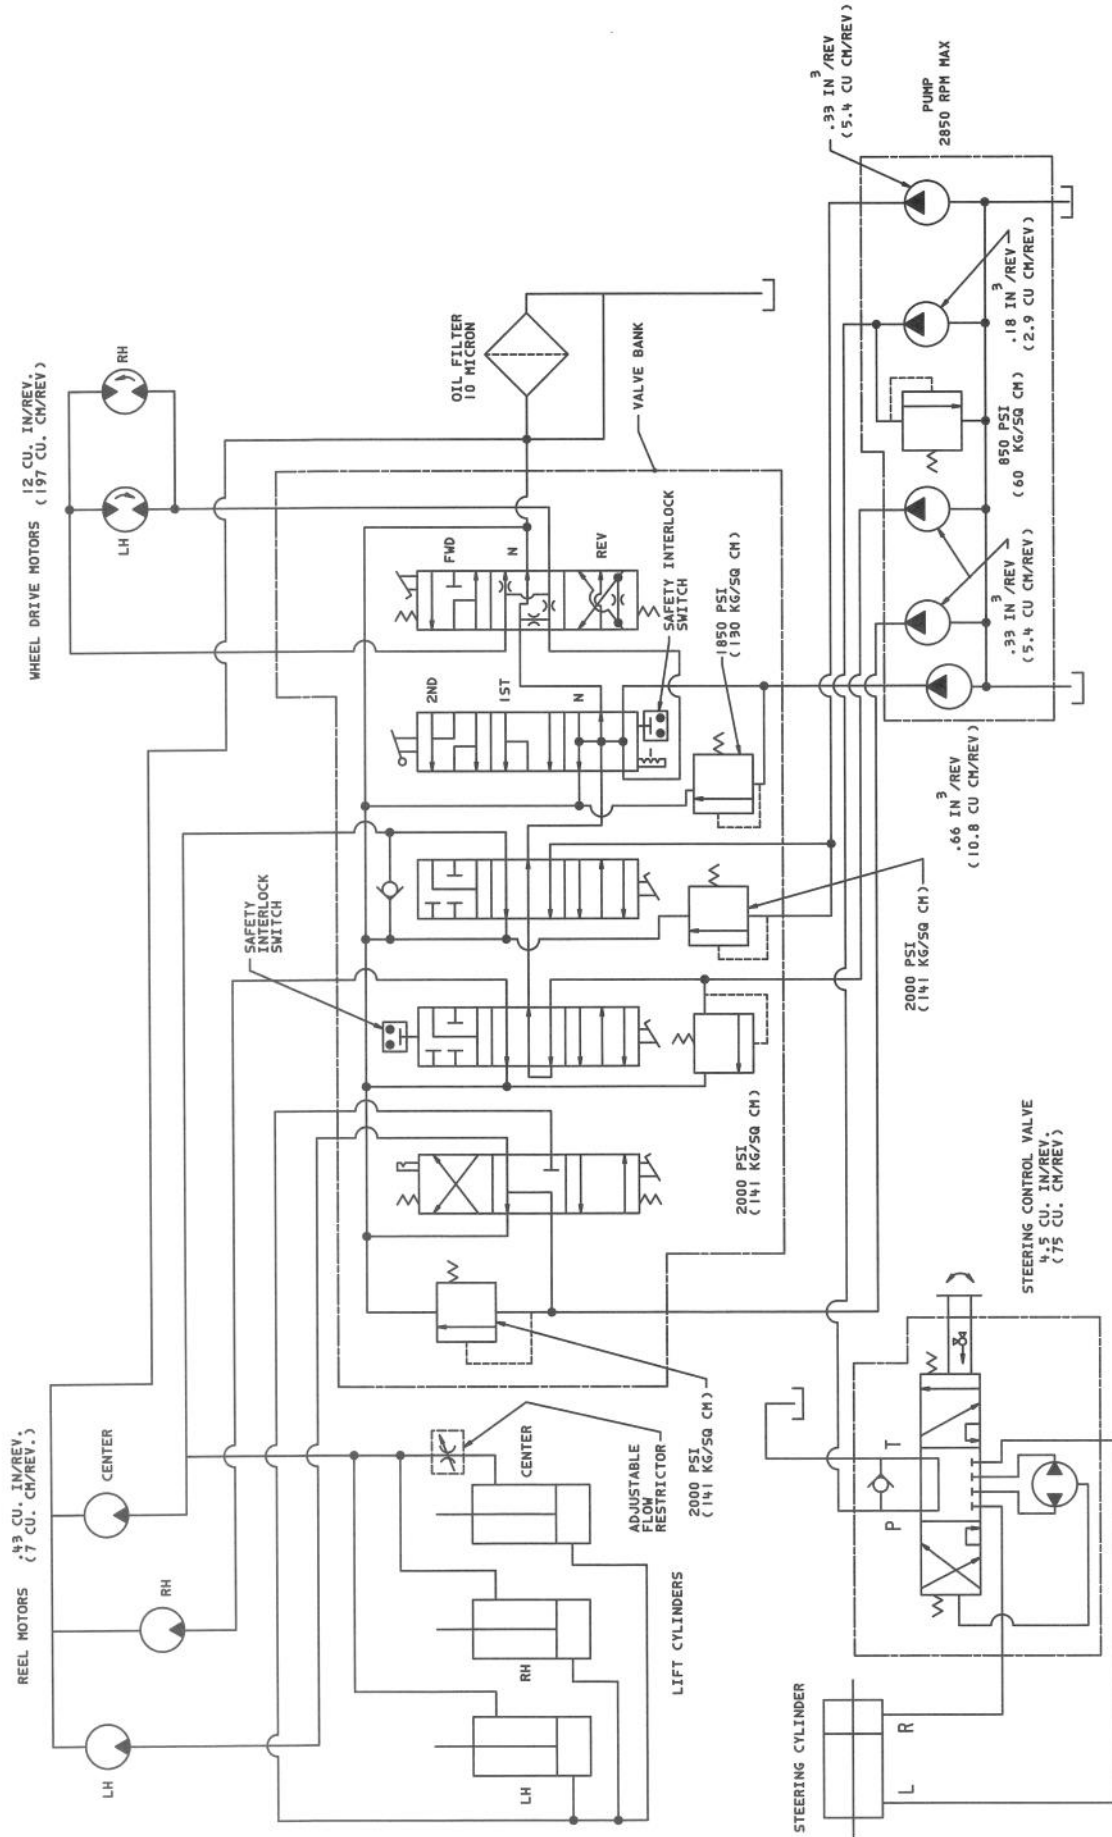 WHEEL DRIVE MOTORS
12 CU. IN/REV.
(197 CU. CM/REV)
LH
RH
REEL MOTORS
.43 CU. IN/REV.
(7 CU. CM/REV.)
LH
RH
CENTER
SAFETY
INTERLOCK
SWITCH
OIL FILTER
10 MICRON
VALVE BANK
FWD
N
REV
2ND
1ST
N
SAFETY INTERLOCK
SWITCH
1850 PSI
(130 KG/SQ CM)
2000 PSI
(141 KG/SQ CM)
2000 PSI
(141 KG/SQ CM)
2000 PSI
(141 KG/SQ CM)
ADJUSTABLE
FLOW
RESTRICTOR
LIFT CYLINDERS
LH
RH
CENTER
.33 IN3/REV
(5.4 CU CM/REV)
PUMP
2850 RPM MAX
.18 IN3/REV
(2.9 CU CM/REV)
850 PSI
(60 KG/SQ CM)
.33 IN3/REV
(5.4 CU CM/REV)
.66 IN3/REV
(10.8 CU CM/REV)
STEERING CONTROL VALVE
4.5 CU. IN/REV.
(75 CU. CM/REV)
P
T
STEERING CYLINDER
L
R